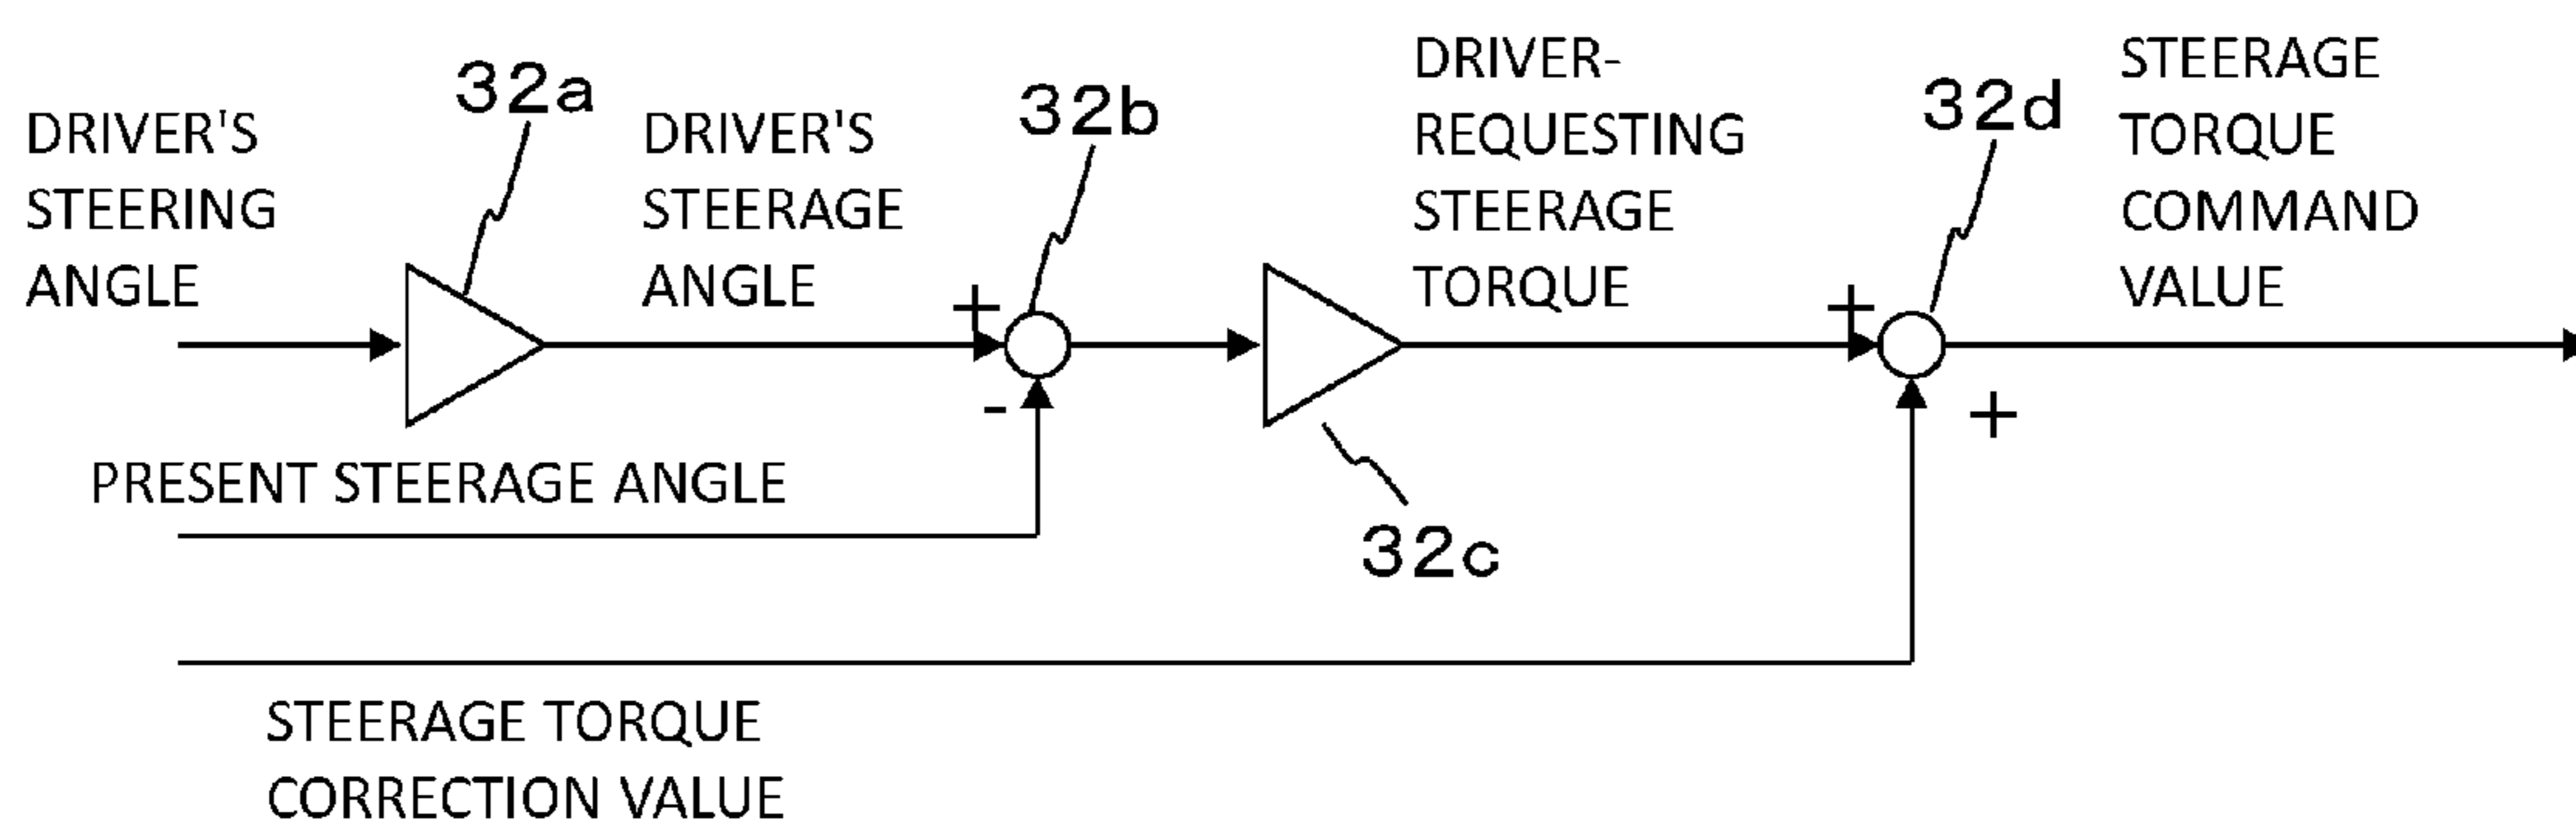 DRIVER'S
STEERING
ANGLE
32a
DRIVER'S
STEERAGE
ANGLE
32b
DRIVER-
REQUESTING
STEERAGE
TORQUE
32d
STEERAGE
TORQUE
COMMAND
VALUE
+
-
+
+
PRESENT STEERAGE ANGLE
32c
STEERAGE TORQUE
CORRECTION VALUE